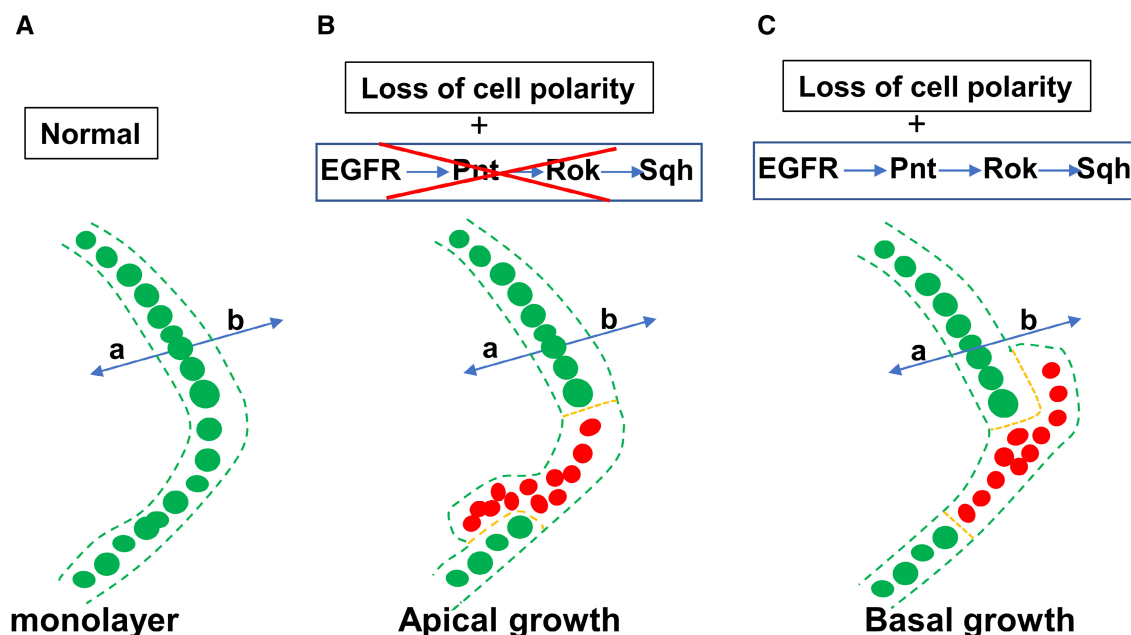 A
Normal
a
b
monolayer
B
Loss of cell polarity
+
EGFR Pnt Rok Sqh
a
b
Apical growth
C
Loss of cell polarity
+
EGFR Pnt Rok Sqh
a
b
Basal growth